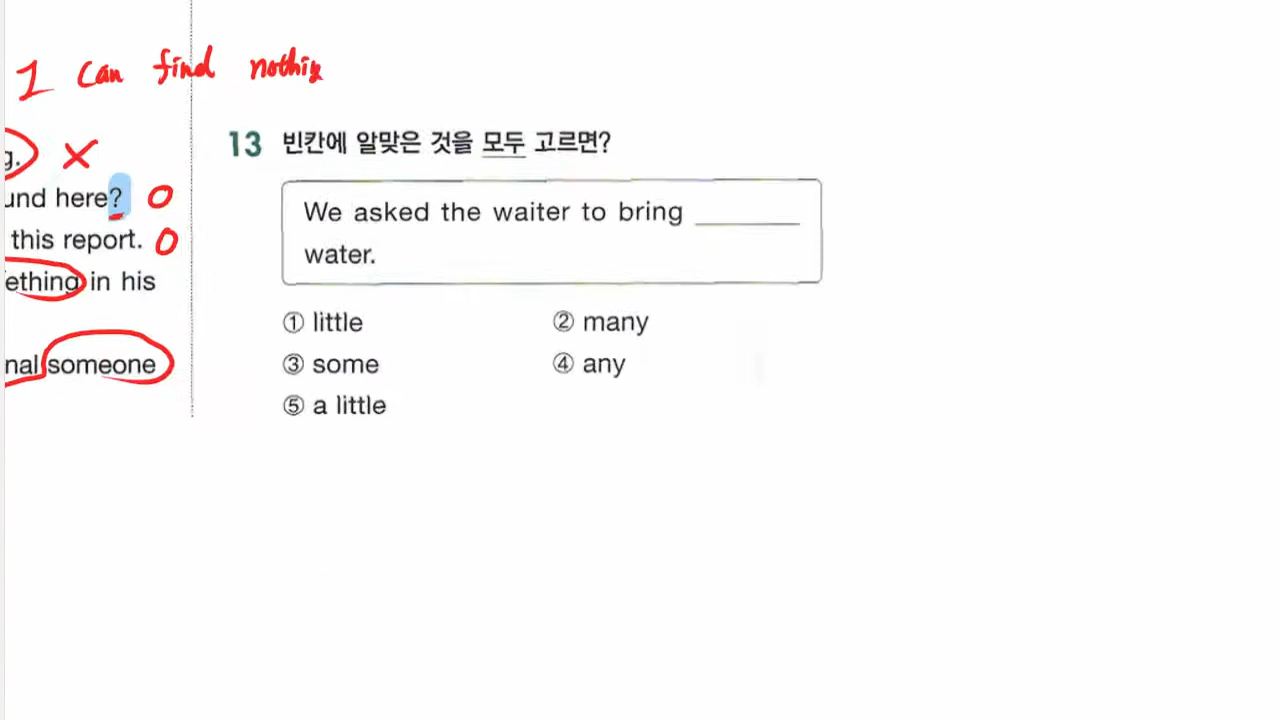 I can find nothig
g. X
und here? O
this report. O
ething in his
nal someone
13 빈칸에 알맞은 것을 모두 고르면?
We asked the waiter to bring ________
water.
① little ② many
③ some ④ any
⑤ a little